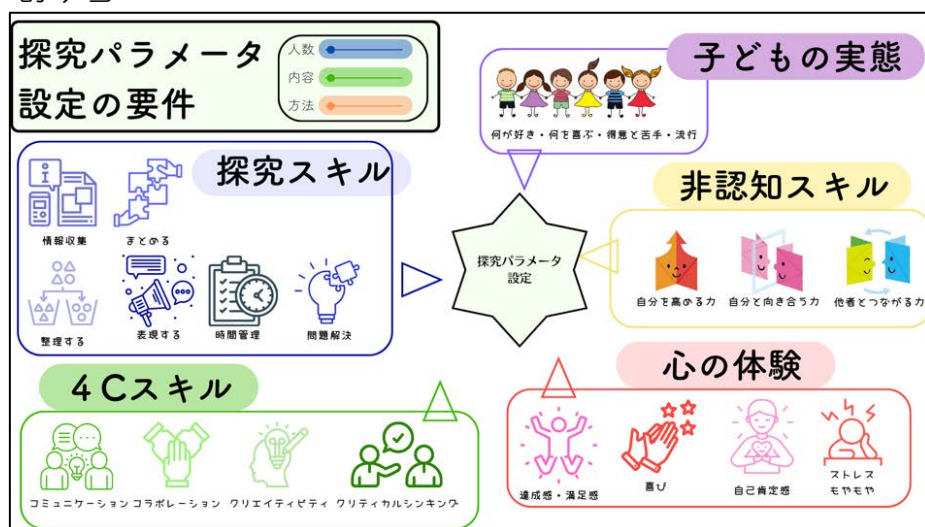 探究パラメータ
設定の要件
人数
内容
方法
子どもの実態
何が好き・何を喜ぶ・得意と苦手・流行
探究スキル
情報収集
まとめる
整理する
表現する
時間管理
問題解決
探究パラメータ
設定
非認知スキル
自分を高める力
自分と向き合う力
他者とつながる力
4Cスキル
コミュニケーション
コラボレーション
クリエイティビティ
クリティカルシンキング
心の体験
達成感・満足感
喜び
自己肯定感
ストレス
もやもや